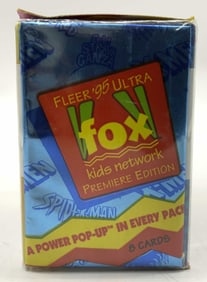 FLEER '95 ULTRA
fox
kids network
PREMIERE EDITION
SPIDER-MAN
A POWER POP-UP™ IN EVERY PACK
8 CARDS